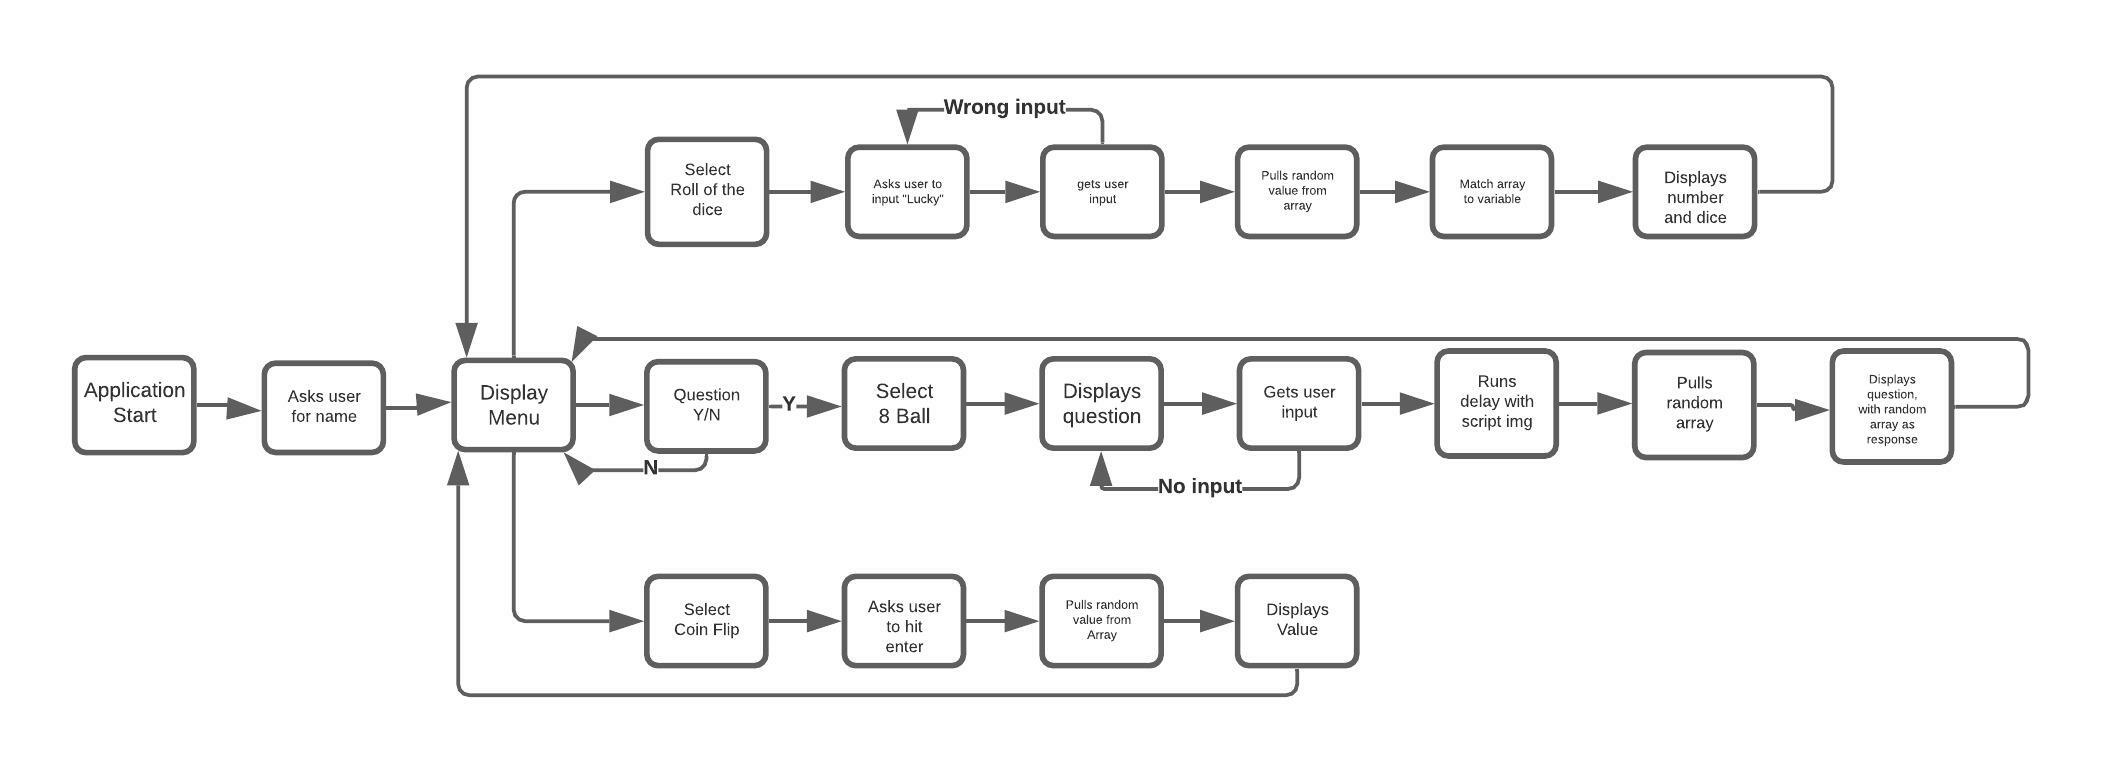 Wrong input
Select
Roll of the
dice
Asks user to
input "Lucky"
gets user
input
Pulls random
value from
array
Match array
to variable
Displays
number
and dice
Application
Start
Asks user
for name
Display
Menu
Question
Y/N
Y
N
Select
8 Ball
Displays
question
Gets user
input
No input
Runs
delay with
script img
Pulls
random
array
Displays
question,
with random
array as
response
Select
Coin Flip
Asks user
to hit
enter
Pulls random
value from
Array
Displays
Value